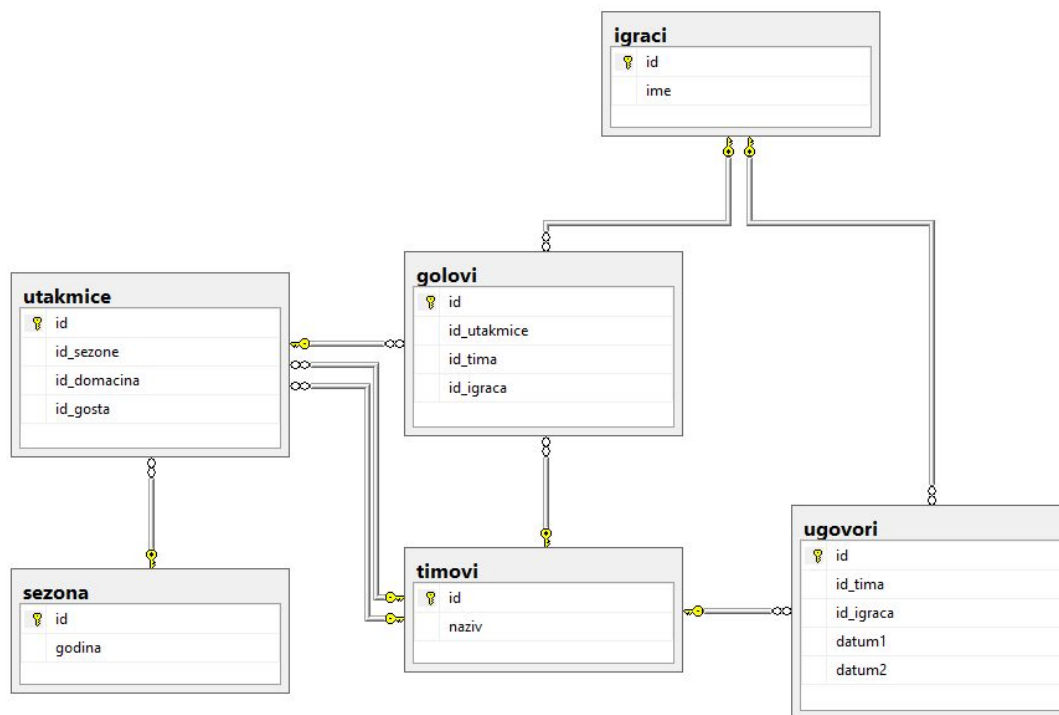 igraci
id
ime
golovi
id
id_utakmice
id_tima
id_igraca
utakmice
id
id_sezone
id_domacina
id_gosta
sezona
id
godina
timovi
id
naziv
ugovori
id
id_tima
id_igraca
datum1
datum2